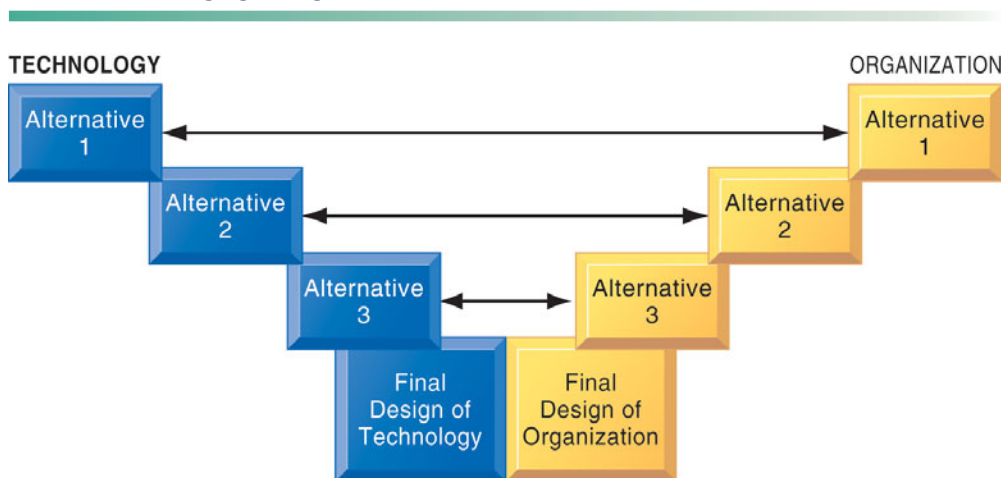 TECHNOLOGY
ORGANIZATION
Alternative
1
Alternative
1
Alternative
2
Alternative
2
Alternative
3
Alternative
3
Final
Design of
Technology
Final
Design of
Organization